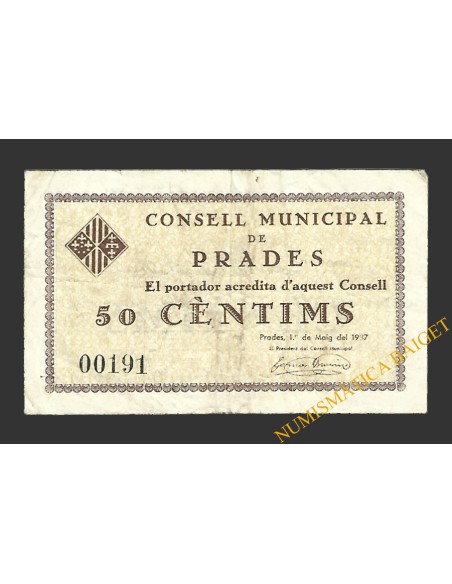 CONSELL MUNICIPAL
DE
PRADES
El portador acredita d'aquest Consell
50 CÈNTIMS
Prades, 1.r de Maig del 1937
El President del Consell Municipal
00191
NUMISMATICA BAIGET